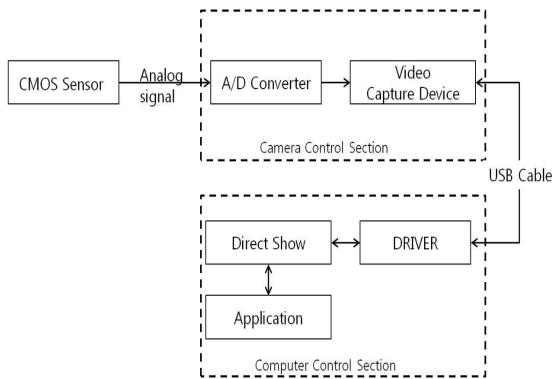 CMOS Sensor
Analog
signal
A/D Converter
Video
Capture Device
Camera Control Section
USB Cable
Direct Show
DRIVER
Application
Computer Control Section